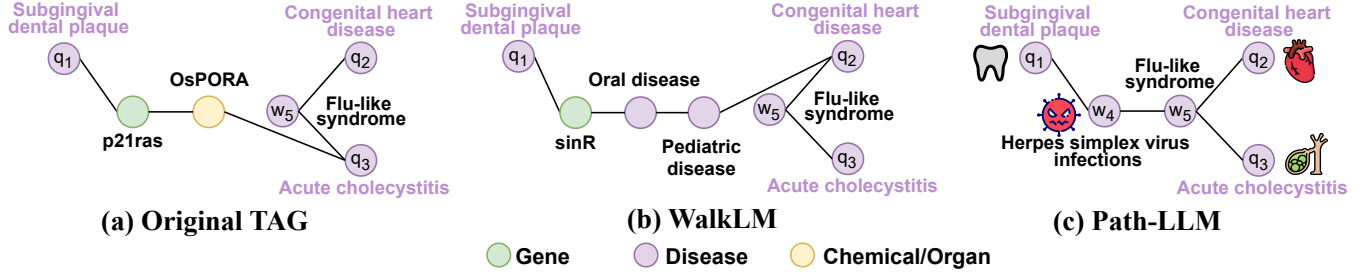 Subgingival
dental plaque
q1
p21ras
OsPORA
Congenital heart
disease
q2
w5
Flu-like
syndrome
q3
Acute cholecystitis
(a) Original TAG
Subgingival
dental plaque
q1
sinR
Oral disease
Pediatric
disease
Congenital heart
disease
q2
w5
Flu-like
syndrome
q3
Acute cholecystitis
(b) WalkLM
Subgingival
dental plaque
q1
w4
Herpes simplex virus
infections
Flu-like
syndrome
w5
Congenital heart
disease
q2
q3
Acute cholecystitis
(c) Path-LLM
Gene
Disease
Chemical/Organ